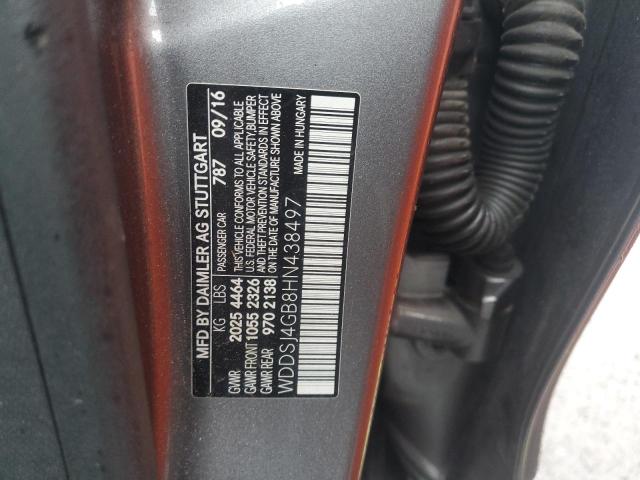 MFD BY DAIMLER AG STUTTGART
KG LBS PASSENGER CAR 787 09/16
GVWR 2025 4464 THIS VEHICLE CONFORMS TO ALL APPLICABLE
GAWR FRONT 1055 2326 U.S. FEDERAL MOTOR VEHICLE SAFETY, BUMPER
AND THEFT PREVENTION STANDARDS IN EFFECT
GAWR REAR 970 2138 ON THE DATE OF MANUFACTURE SHOWN ABOVE
WDDSJ4GB8HN438497 MADE IN HUNGARY